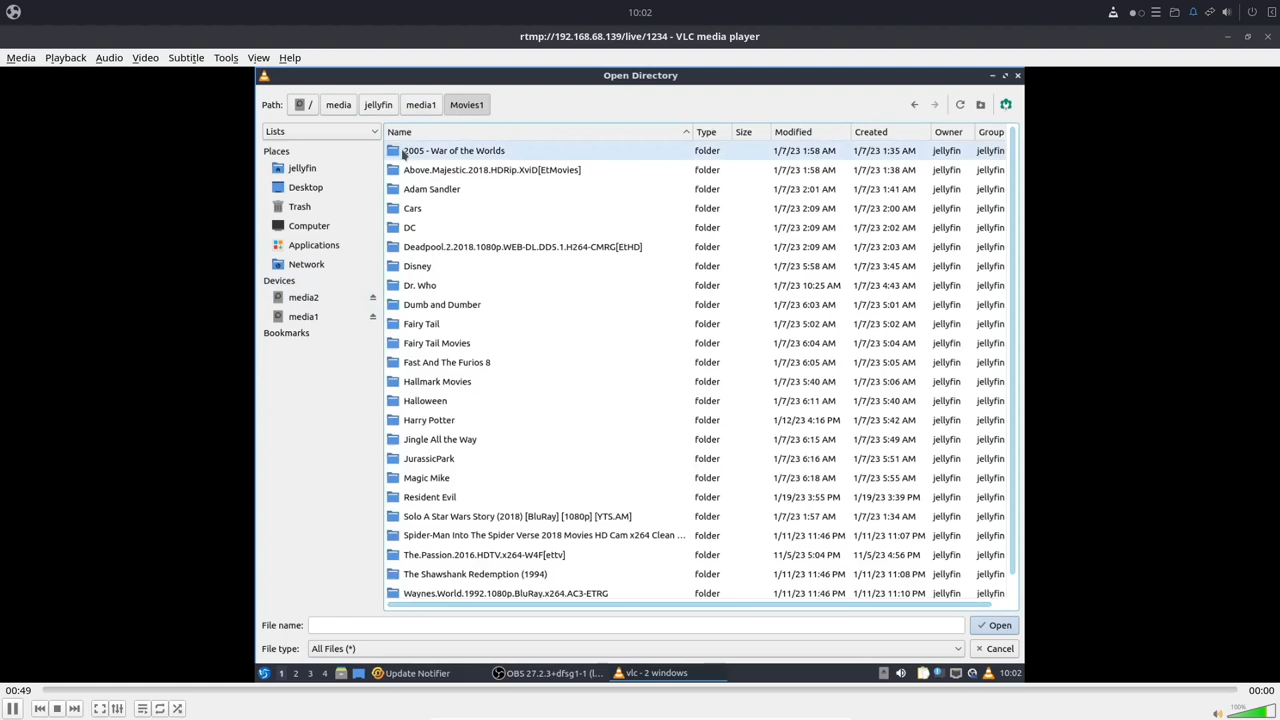 10:02
rtmp://192.168.68.139/live/1234 - VLC media player
Media Playback Audio Video Subtitle Tools View Help
Open Directory
Path: / media jellyfin media1 Movies1
Lists
Places
jellyfin
Desktop
Trash
Computer
Applications
Network
Devices
media2
media1
Bookmarks
Name Type Size Modified Created Owner Group
2005 - War of the Worlds folder 1/7/23 1:58 AM 1/7/23 1:35 AM jellyfin jellyfin
Above.Majestic.2018.HDRip.XviD[EtMovies] folder 1/7/23 1:58 AM 1/7/23 1:38 AM jellyfin jellyfin
Adam Sandler folder 1/7/23 2:01 AM 1/7/23 1:41 AM jellyfin jellyfin
Cars folder 1/7/23 2:09 AM 1/7/23 2:00 AM jellyfin jellyfin
DC folder 1/7/23 2:09 AM 1/7/23 2:02 AM jellyfin jellyfin
Deadpool.2.2018.1080p.WEB-DL.DD5.1.H264-CMRG[EtHD] folder 1/7/23 2:09 AM 1/7/23 2:03 AM jellyfin jellyfin
Disney folder 1/7/23 5:58 AM 1/7/23 3:45 AM jellyfin jellyfin
Dr. Who folder 1/7/23 10:25 AM 1/7/23 4:43 AM jellyfin jellyfin
Dumb and Dumber folder 1/7/23 6:03 AM 1/7/23 5:01 AM jellyfin jellyfin
Fairy Tail folder 1/7/23 5:02 AM 1/7/23 5:02 AM jellyfin jellyfin
Fairy Tail Movies folder 1/7/23 6:04 AM 1/7/23 5:04 AM jellyfin jellyfin
Fast And The Furios 8 folder 1/7/23 6:05 AM 1/7/23 5:05 AM jellyfin jellyfin
Hallmark Movies folder 1/7/23 5:40 AM 1/7/23 5:06 AM jellyfin jellyfin
Halloween folder 1/7/23 6:11 AM 1/7/23 5:40 AM jellyfin jellyfin
Harry Potter folder 1/12/23 4:16 PM 1/7/23 5:42 AM jellyfin jellyfin
Jingle All the Way folder 1/7/23 6:15 AM 1/7/23 5:49 AM jellyfin jellyfin
JurassicPark folder 1/7/23 6:16 AM 1/7/23 5:51 AM jellyfin jellyfin
Magic Mike folder 1/7/23 6:18 AM 1/7/23 5:55 AM jellyfin jellyfin
Resident Evil folder 1/19/23 3:55 PM 1/19/23 3:39 PM jellyfin jellyfin
Solo A Star Wars Story (2018) [BluRay] [1080p] [YTS.AM] folder 1/7/23 1:57 AM 1/7/23 1:34 AM jellyfin jellyfin
Spider-Man Into The Spider Verse 2018 Movies HD Cam x264 Clean ... folder 1/11/23 11:46 PM 1/11/23 11:07 PM jellyfin jellyfin
The.Passion.2016.HDTV.x264-W4F[ettv] folder 11/5/23 5:04 PM 11/5/23 4:56 PM jellyfin jellyfin
The Shawshank Redemption (1994) folder 1/11/23 11:46 PM 1/11/23 11:08 PM jellyfin jellyfin
Waynes.World.1992.1080p.BluRay.x264.AC3-ETRG folder 1/11/23 11:46 PM 1/11/23 11:10 PM jellyfin jellyfin
File name: Open
File type: All Files (*) Cancel
1 2 3 4 Update Notifier OBS 27.2.3+dfsg1-1 (l... vlc - 2 windows 10:02
00:49 00:00
100%